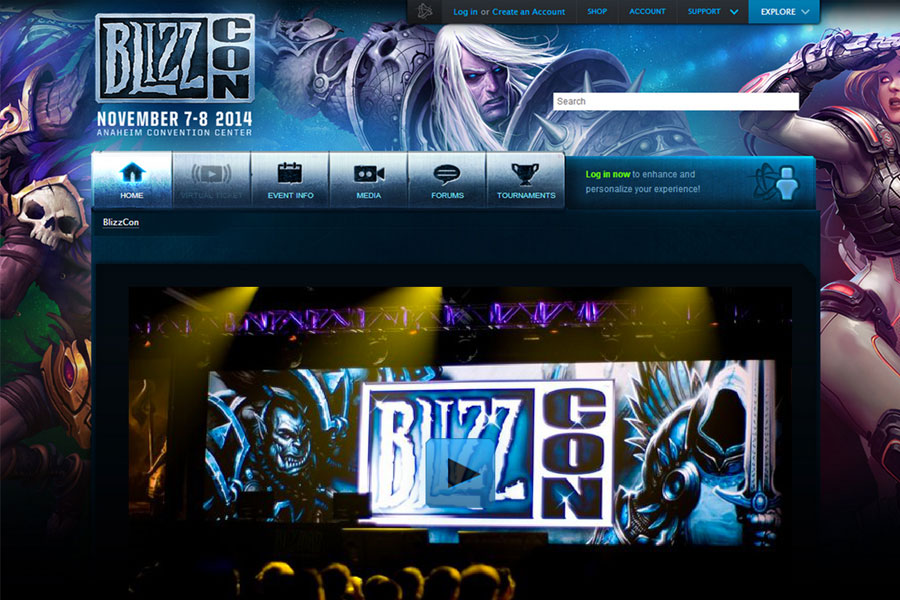 Log in or Create an Account SHOP ACCOUNT SUPPORT EXPLORE
BLIZZ CON
NOVEMBER 7-8 2014
ANAHEIM CONVENTION CENTER
Search
HOME VIRTUAL TICKET EVENT INFO MEDIA FORUMS TOURNAMENTS
Log in now to enhance and
personalize your experience!
BlizzCon
BLIZZ CON